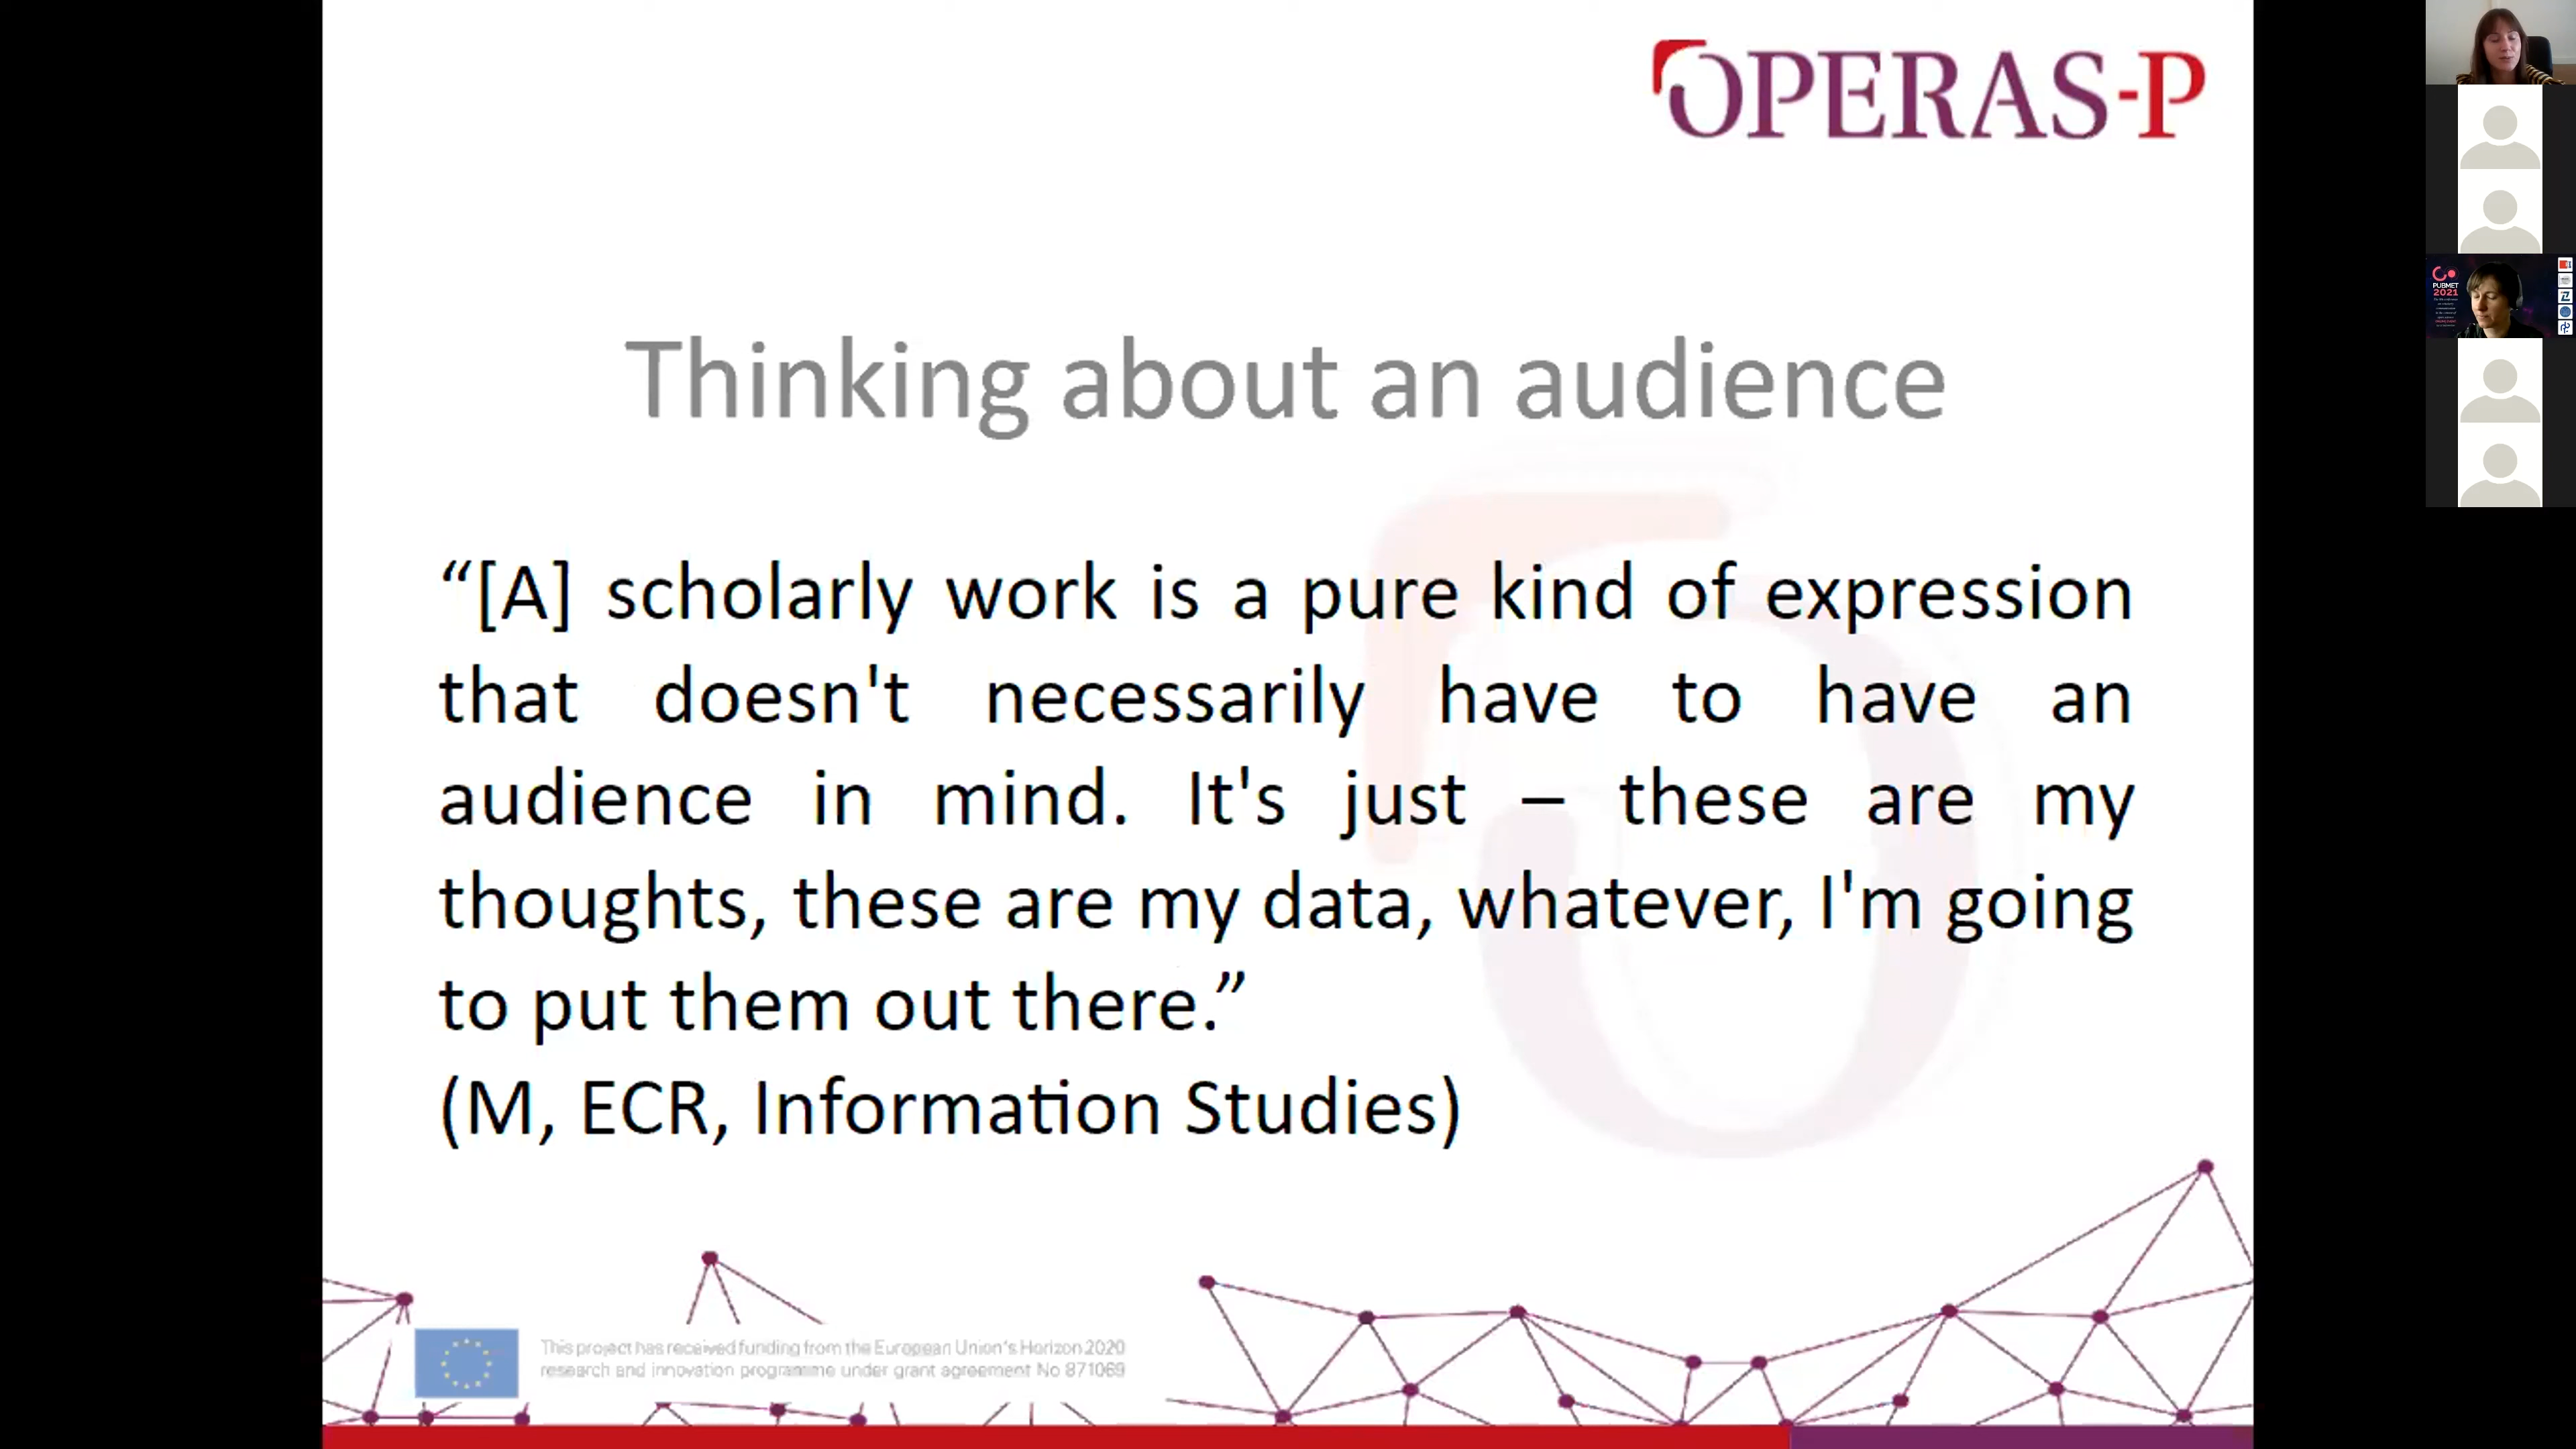 OPERAS-P
Thinking about an audience
“[A] scholarly work is a pure kind of expression
that doesn't necessarily have to have an
audience in mind. It's just – these are my
thoughts, these are my data, whatever, I'm going
to put them out there.”
(M, ECR, Information Studies)
This project has received funding from the European Union's Horizon 2020
research and innovation programme under grant agreement No 871069
PUBMET
2021